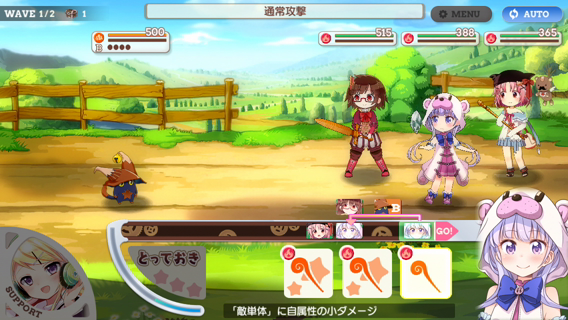 WAVE 1/2 1
通常攻撃
MENU
AUTO
500
B
515
388
365
B
GO!
とっておき
SUPPORT
「敵単体」に自属性の小ダメージ